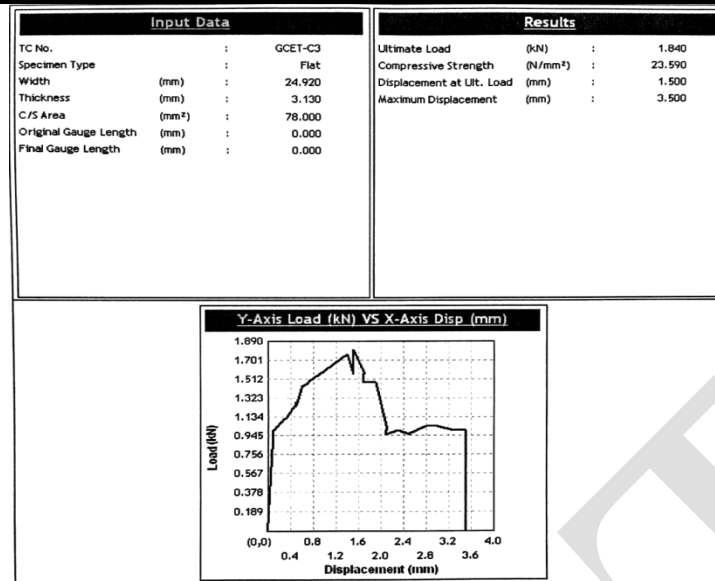 Input Data
TC No. : GCET-C3
Specimen Type : Flat
Width (mm) : 24.920
Thickness (mm) : 3.130
C/S Area (mm²) : 78.000
Original Gauge Length (mm) : 0.000
Final Gauge Length (mm) : 0.000
Results
Ultimate Load (kN) : 1.840
Compressive Strength (N/mm²) : 23.590
Displacement at Ult. Load (mm) : 1.500
Maximum Displacement (mm) : 3.500
Y-Axis Load (kN) VS X-Axis Disp (mm)
1.890
1.701
1.512
1.323
1.134
0.945
0.756
0.567
0.378
0.189
Load(kN)
(0,0) 0.8 1.6 2.4 3.2 4.0
0.4 1.2 2.0 2.8 3.6
Displacement (mm)